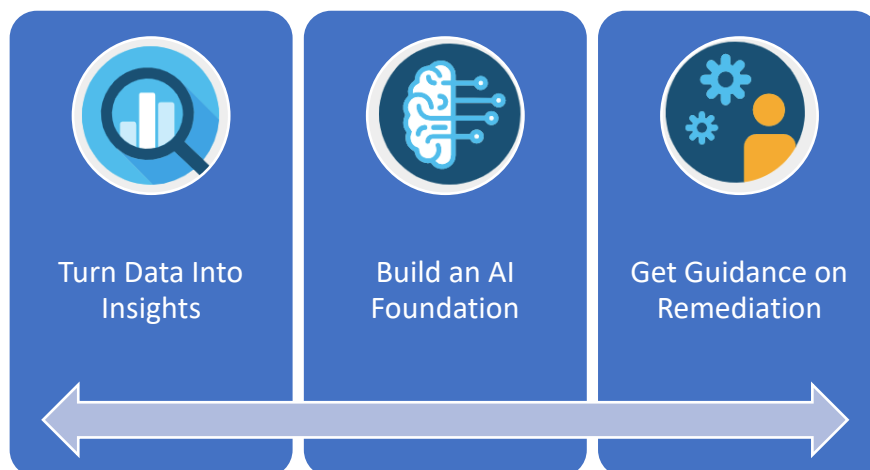 Turn Data Into
Insights
Build an AI
Foundation
Get Guidance on
Remediation